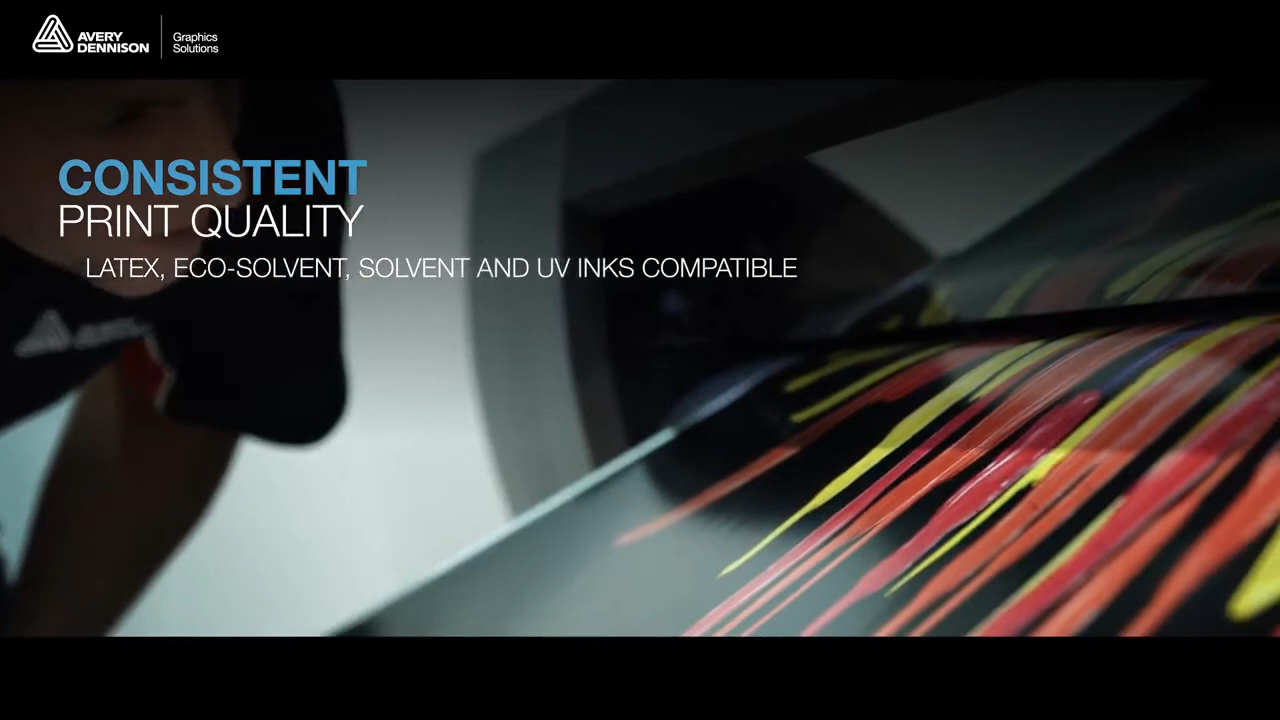 AVERY
DENNISON
Graphics
Solutions
CONSISTENT
PRINT QUALITY
LATEX, ECO-SOLVENT, SOLVENT AND UV INKS COMPATIBLE